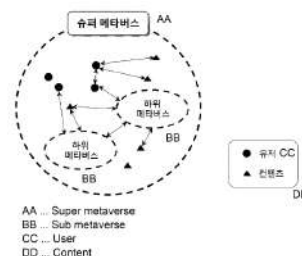 슈퍼 메타버스 AA
하위
메타버스
BB
하위
메타버스
BB
● 유저 CC
▲ 컨텐츠
DD
AA ... Super metaverse
BB ... Sub metaverse
CC ... User
DD ... Content